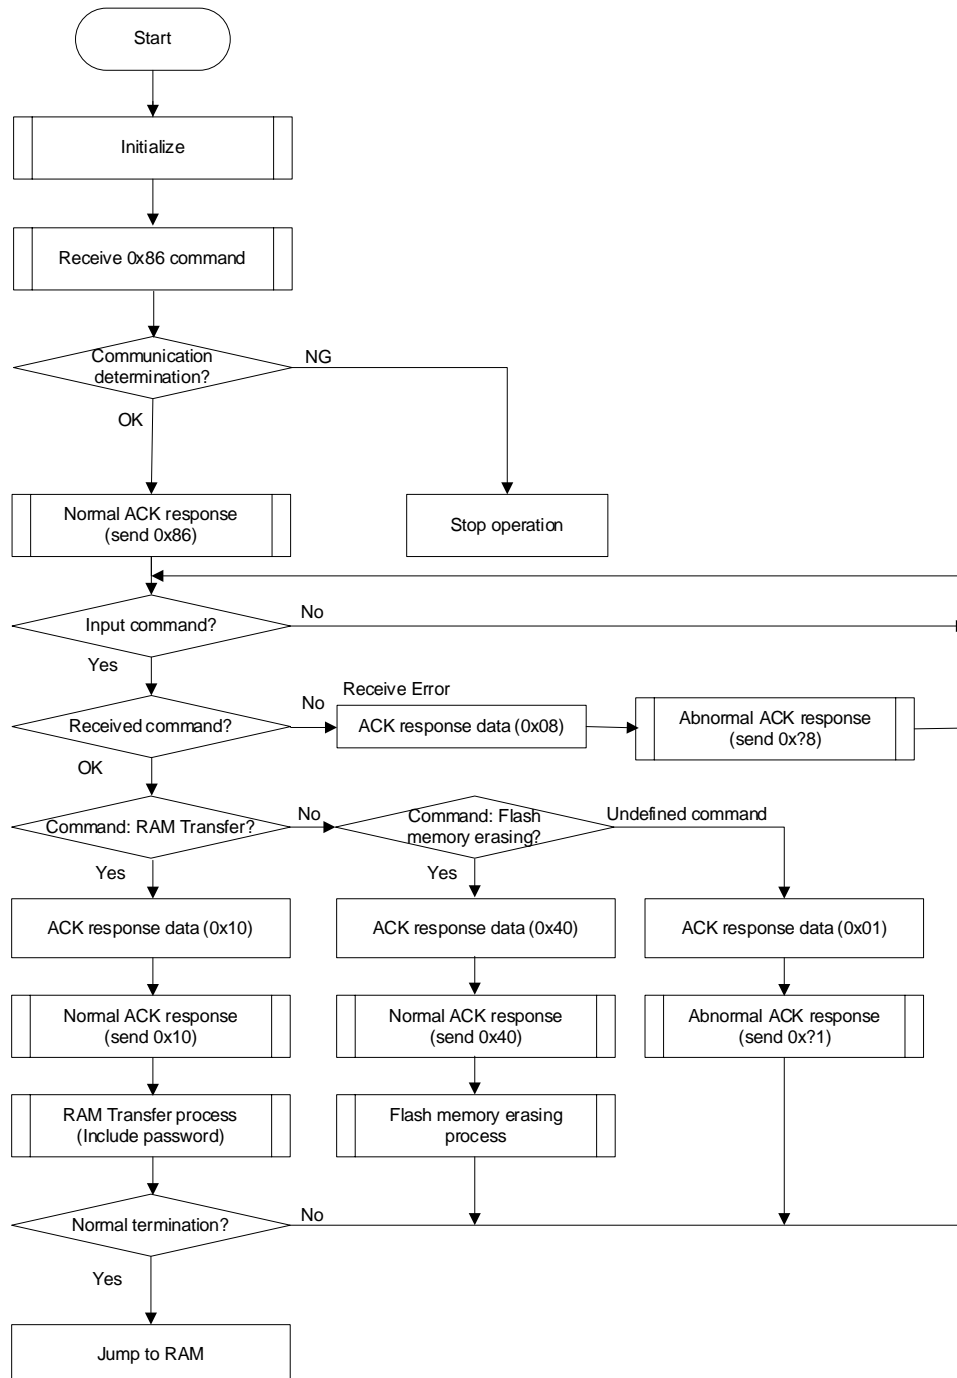 Start
Initialize
Receive 0x86 command
Communication
determination?
NG
OK
Normal ACK response
(send 0x86)
Stop operation
Input command?
No
Yes
Received command?
No
Receive Error
ACK response data (0x08)
Abnormal ACK response
(send 0x?8)
OK
Command: RAM Transfer?
No
Command: Flash
memory erasing?
Undefined command
Yes
Yes
ACK response data (0x10)
ACK response data (0x40)
ACK response data (0x01)
Normal ACK response
(send 0x10)
Normal ACK response
(send 0x40)
Abnormal ACK response
(send 0x?1)
RAM Transfer process
(Include password)
Flash memory erasing
process
Normal termination?
No
Yes
Jump to RAM